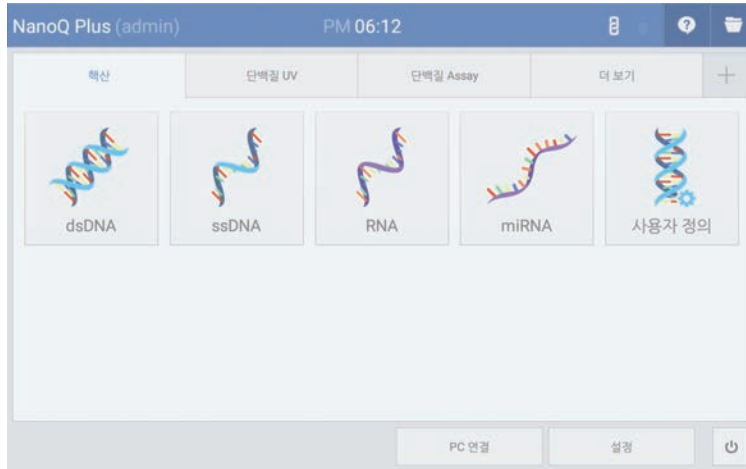 NanoQ Plus (admin) PM 06:12
핵산 단백질 UV 단백질 Assay 더 보기
dsDNA ssDNA RNA miRNA 사용자 정의
PC 연결 설정